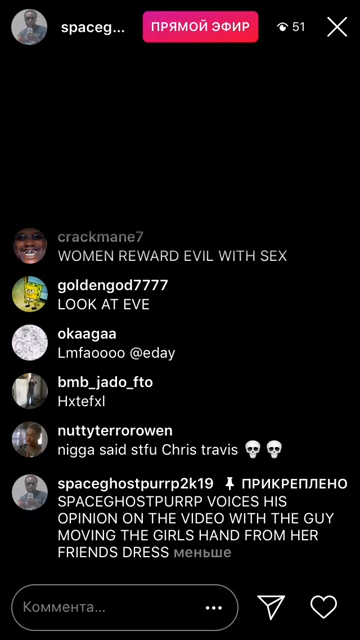 spaceg...
ПРЯМОЙ ЭФИР
51
crackmane7
WOMEN REWARD EVIL WITH SEX
goldengod7777
LOOK AT EVE
okaagaa
Lmfaoooo @eday
bmb_jado_fto
Hxtefxl
nuttyterrorowen
nigga said stfu Chris travis 💀💀
spaceghostpurrp2k19 📌 ПРИКРЕПЛЕНО
SPACEGHOSTPURRP VOICES HIS
OPINION ON THE VIDEO WITH THE GUY
MOVING THE GIRLS HAND FROM HER
FRIENDS DRESS меньше
Коммента...